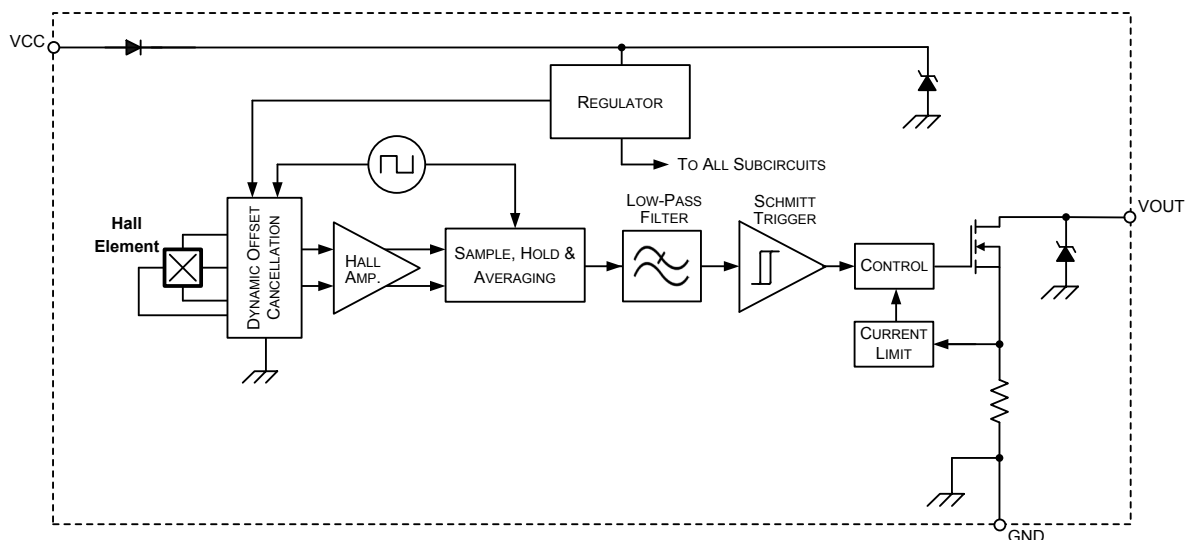 VCC
REGULATOR
TO ALL SUBCIRCUITS
LOW-PASS
FILTER
SCHMITT
TRIGGER
VOUT
Hall
Element
DYNAMIC OFFSET
CANCELLATION
HALL
AMP.
SAMPLE, HOLD &
AVERAGING
CONTROL
CURRENT
LIMIT
GND